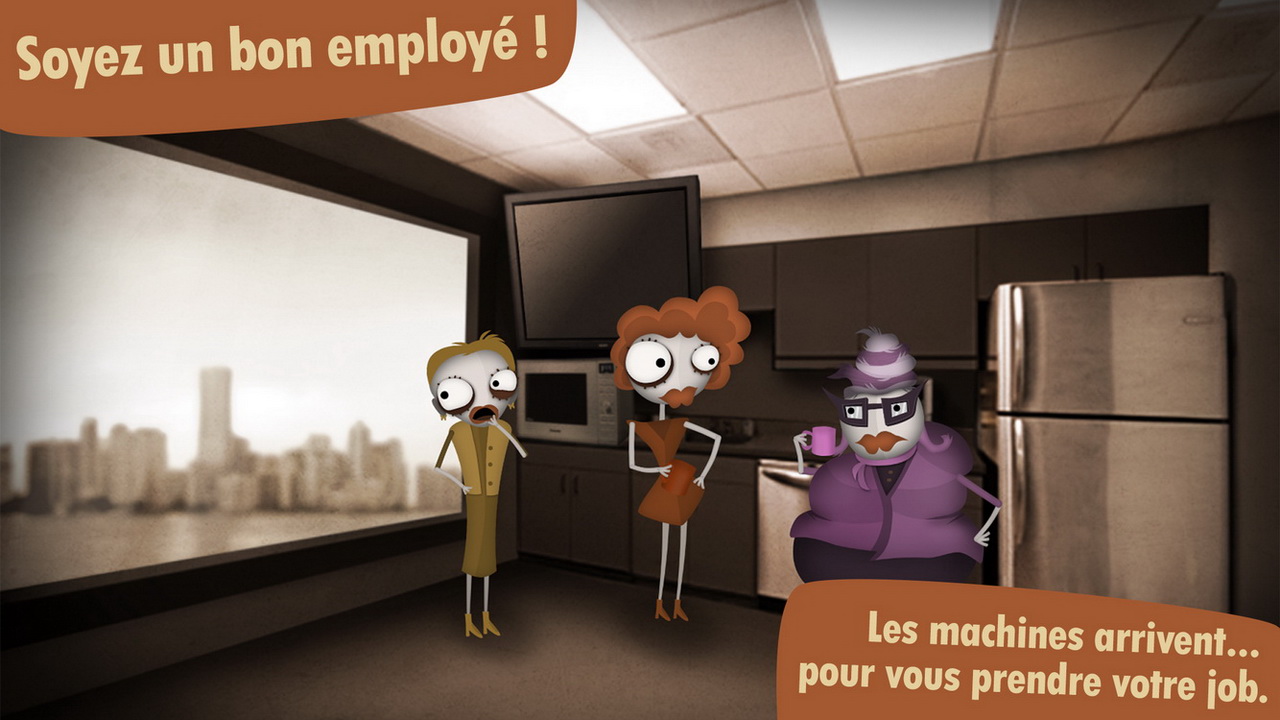 Soyez un bon employé !
Les machines arrivent...
pour vous prendre votre job.